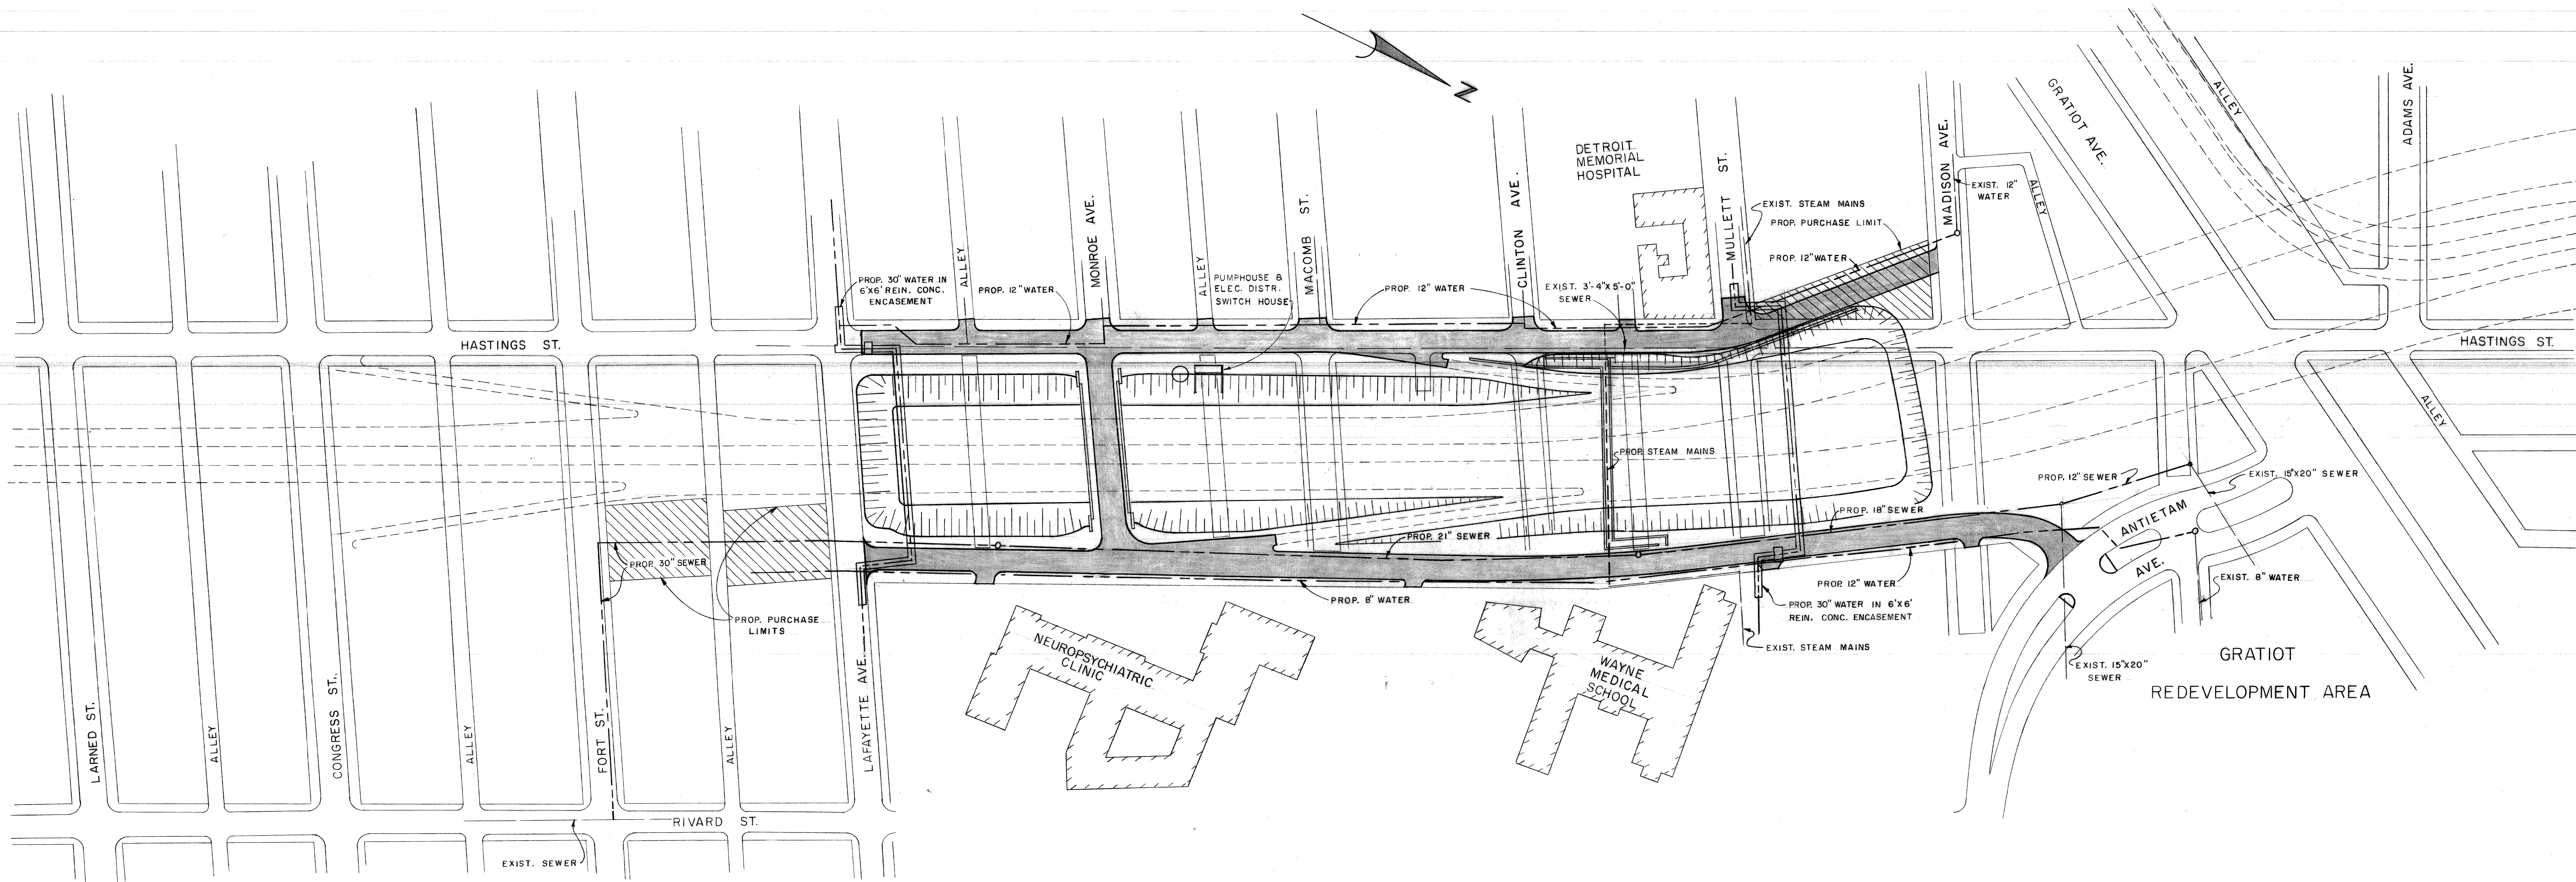 N
GRATIOT AVE.
ALLEY
ADAMS AVE.
DETROIT
MEMORIAL
HOSPITAL
MADISON AVE.
EXIST. 12"
WATER
ALLEY
MULLETT ST.
EXIST. STEAM MAINS
PROP. PURCHASE LIMIT
PROP. 12" WATER
CLINTON AVE.
MACOMB ST.
MONROE AVE.
ALLEY
ALLEY
PROP. 30" WATER IN
6'X6' REIN. CONC.
ENCASEMENT
PROP. 12" WATER
PUMPHOUSE &
ELEC. DISTR.
SWITCH HOUSE
PROP. 12" WATER
EXIST. 3'-4"X 5'-0"
SEWER
HASTINGS ST.
HASTINGS ST.
ALLEY
PROP. STEAM MAINS
PROP. 12" SEWER
EXIST. 15"X20" SEWER
ANTIETAM
AVE.
PROP. 18" SEWER
PROP. 21" SEWER
PROP. 30" SEWER
PROP. 12" WATER
EXIST. 8" WATER
PROP. 8" WATER
PROP. 30" WATER IN 6'X6'
REIN. CONC. ENCASEMENT
PROP. PURCHASE
LIMITS
EXIST. STEAM MAINS
NEUROPSYCHIATRIC
CLINIC
WAYNE
MEDICAL
SCHOOL
EXIST. 15"X20"
SEWER
GRATIOT
REDEVELOPMENT AREA
LARNED ST.
ALLEY
CONGRESS ST.
ALLEY
FORT ST.
ALLEY
LAFAYETTE AVE.
RIVARD ST.
EXIST. SEWER